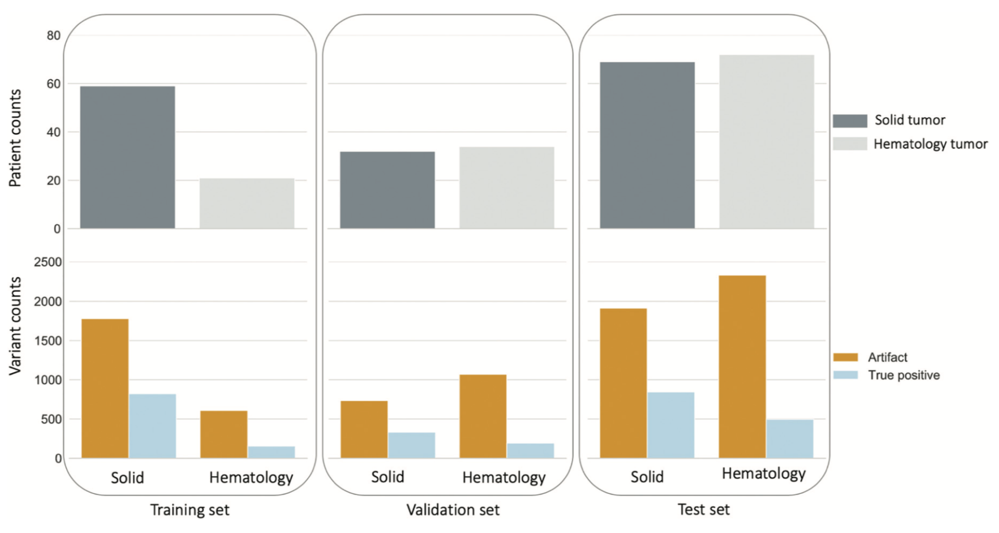 Patient counts
80
60
40
20
0
Solid tumor
Hematology tumor
Variant counts
2500
2000
1500
1000
500
0
Artifact
True positive
Solid Hematology Solid Hematology Solid Hematology
Training set Validation set Test set